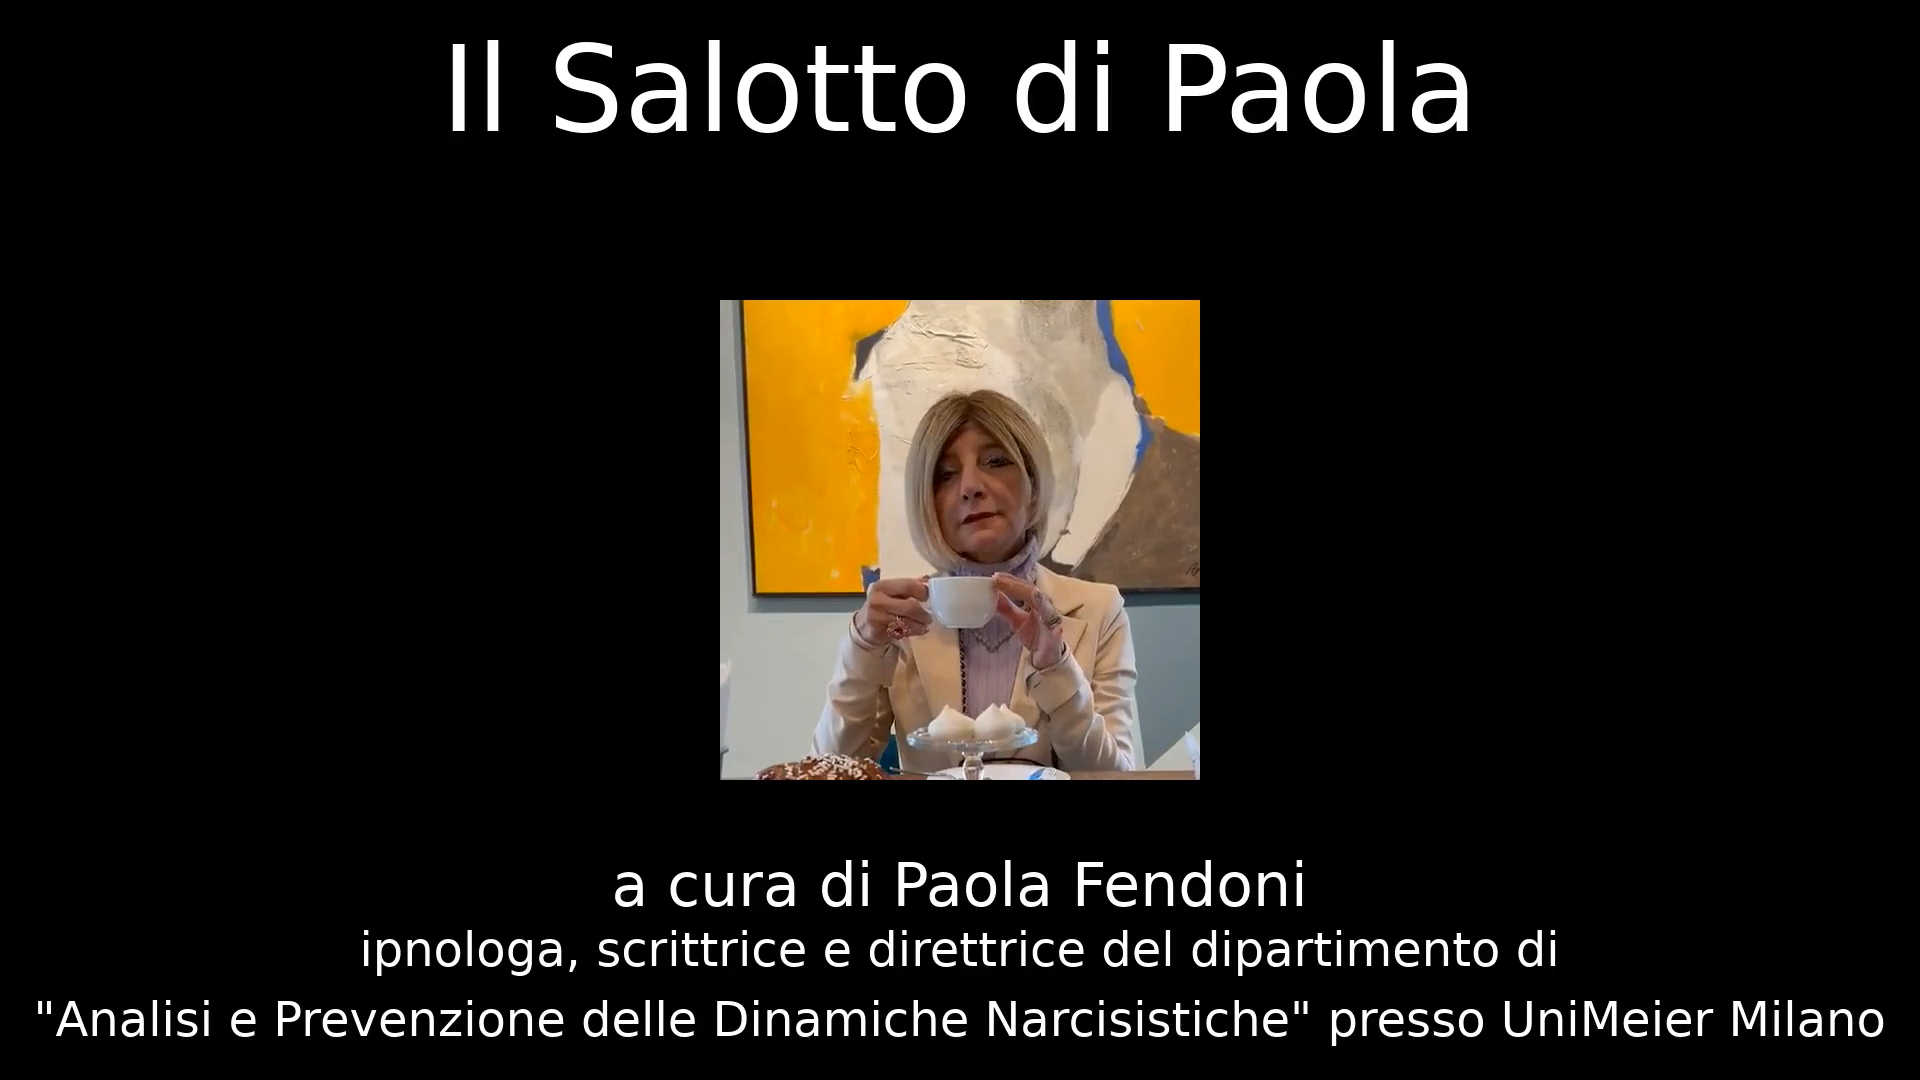 Il Salotto di Paola
a cura di Paola Fendoni
ipnologa, scrittrice e direttrice del dipartimento di
"Analisi e Prevenzione delle Dinamiche Narcisistiche" presso UniMeier Milano